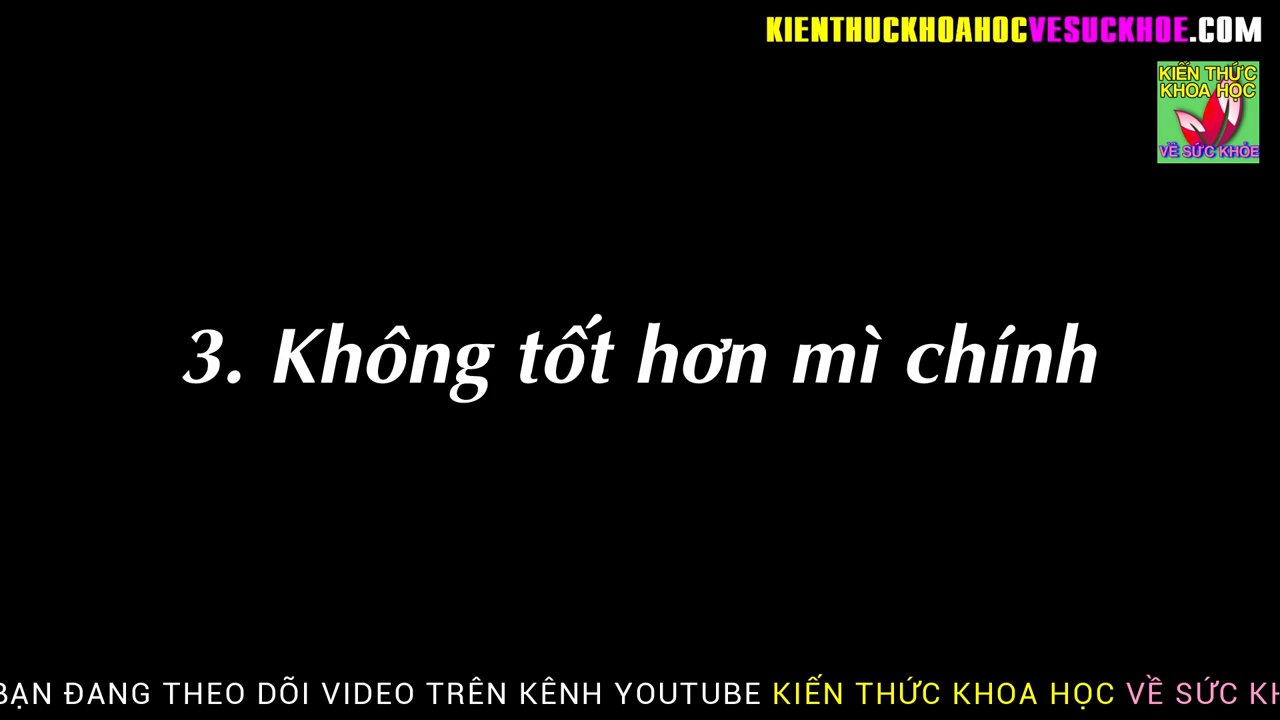 KIENTHUCKHOAHOCVESUCKHOE.COM
KIẾN THỨC
KHOA HỌC
VỀ SỨC KHỎE
3. Không tốt hơn mì chính
BẠN ĐANG THEO DÕI VIDEO TRÊN KÊNH YOUTUBE KIẾN THỨC KHOA HỌC VỀ SỨC